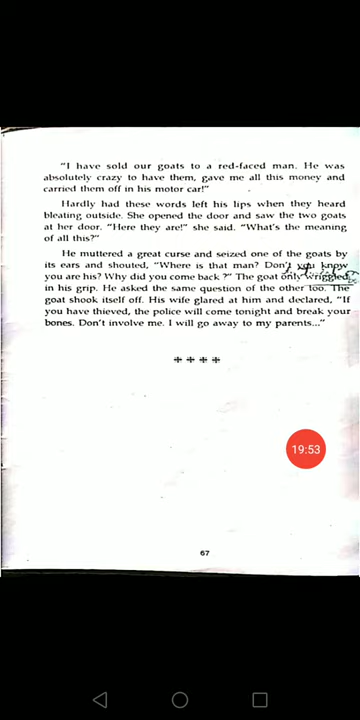 "I have sold our goats to a red-faced man. He was
absolutely crazy to have them, gave me all this money and
carried them off in his motor car!"
Hardly had these words left his lips when they heard
bleating outside. She opened the door and saw the two goats
at her door. "Here they are!" she said. "What's the meaning
of all this?"
He muttered a great curse and seized one of the goats by
its ears and shouted, "Where is that man? Don't you know
you are his? Why did you come back ?" The goat only wriggled
in his grip. He asked the same question of the other too. The
goat shook itself off. His wife glared at him and declared, "If
you have thieved, the police will come tonight and break your
bones. Don't involve me. I will go away to my parents..."
19:53
67